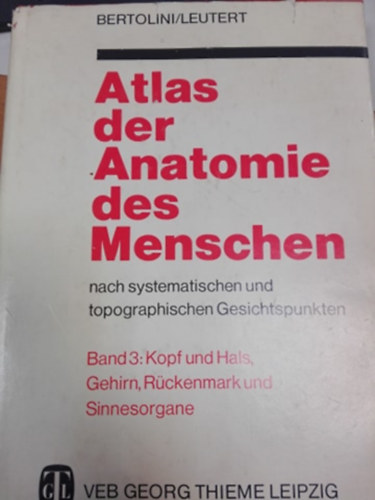 BERTOLINI/LEUTERT
Atlas
der
Anatomie
des
Menschen
nach systematischen und
topographischen Gesichtspunkten
Band 3: Kopf und Hals,
Gehirn, Rückenmark und
Sinnesorgane
GTL VEB GEORG THIEME LEIPZIG